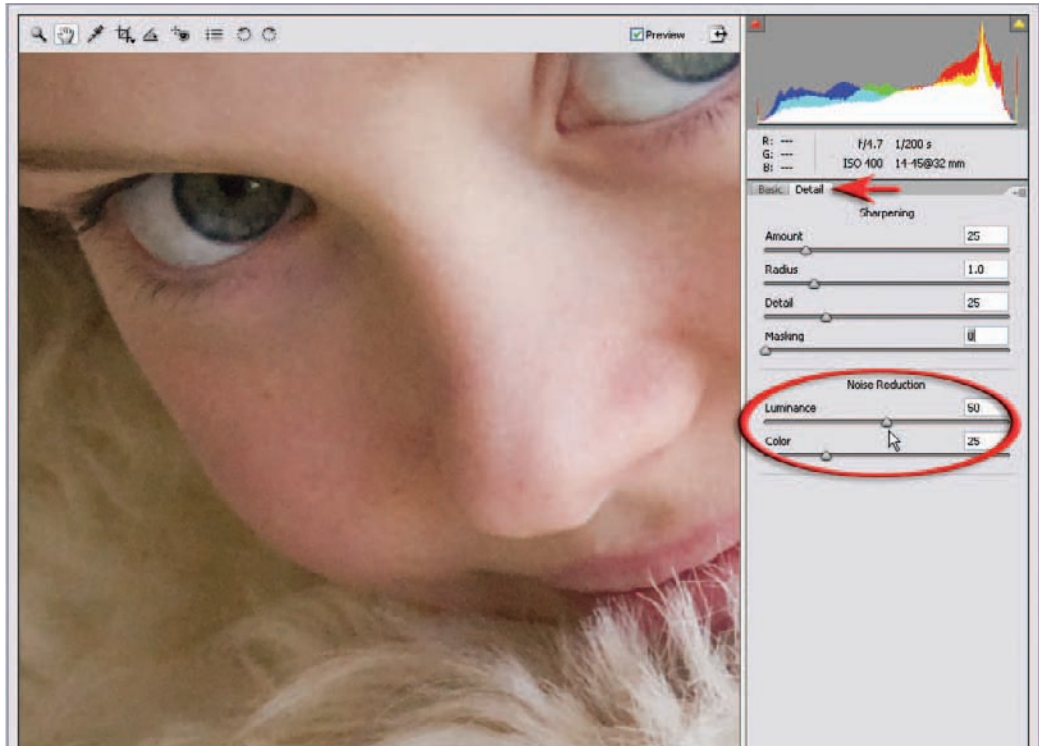 Preview
R: ---
G: ---
B: ---
f/4.7 1/200 s
ISO 400 14-45@32 mm
Basic Detail
Sharpening
Amount 25
Radius 1.0
Detail 25
Masking 0
Noise Reduction
Luminance 50
Color 25